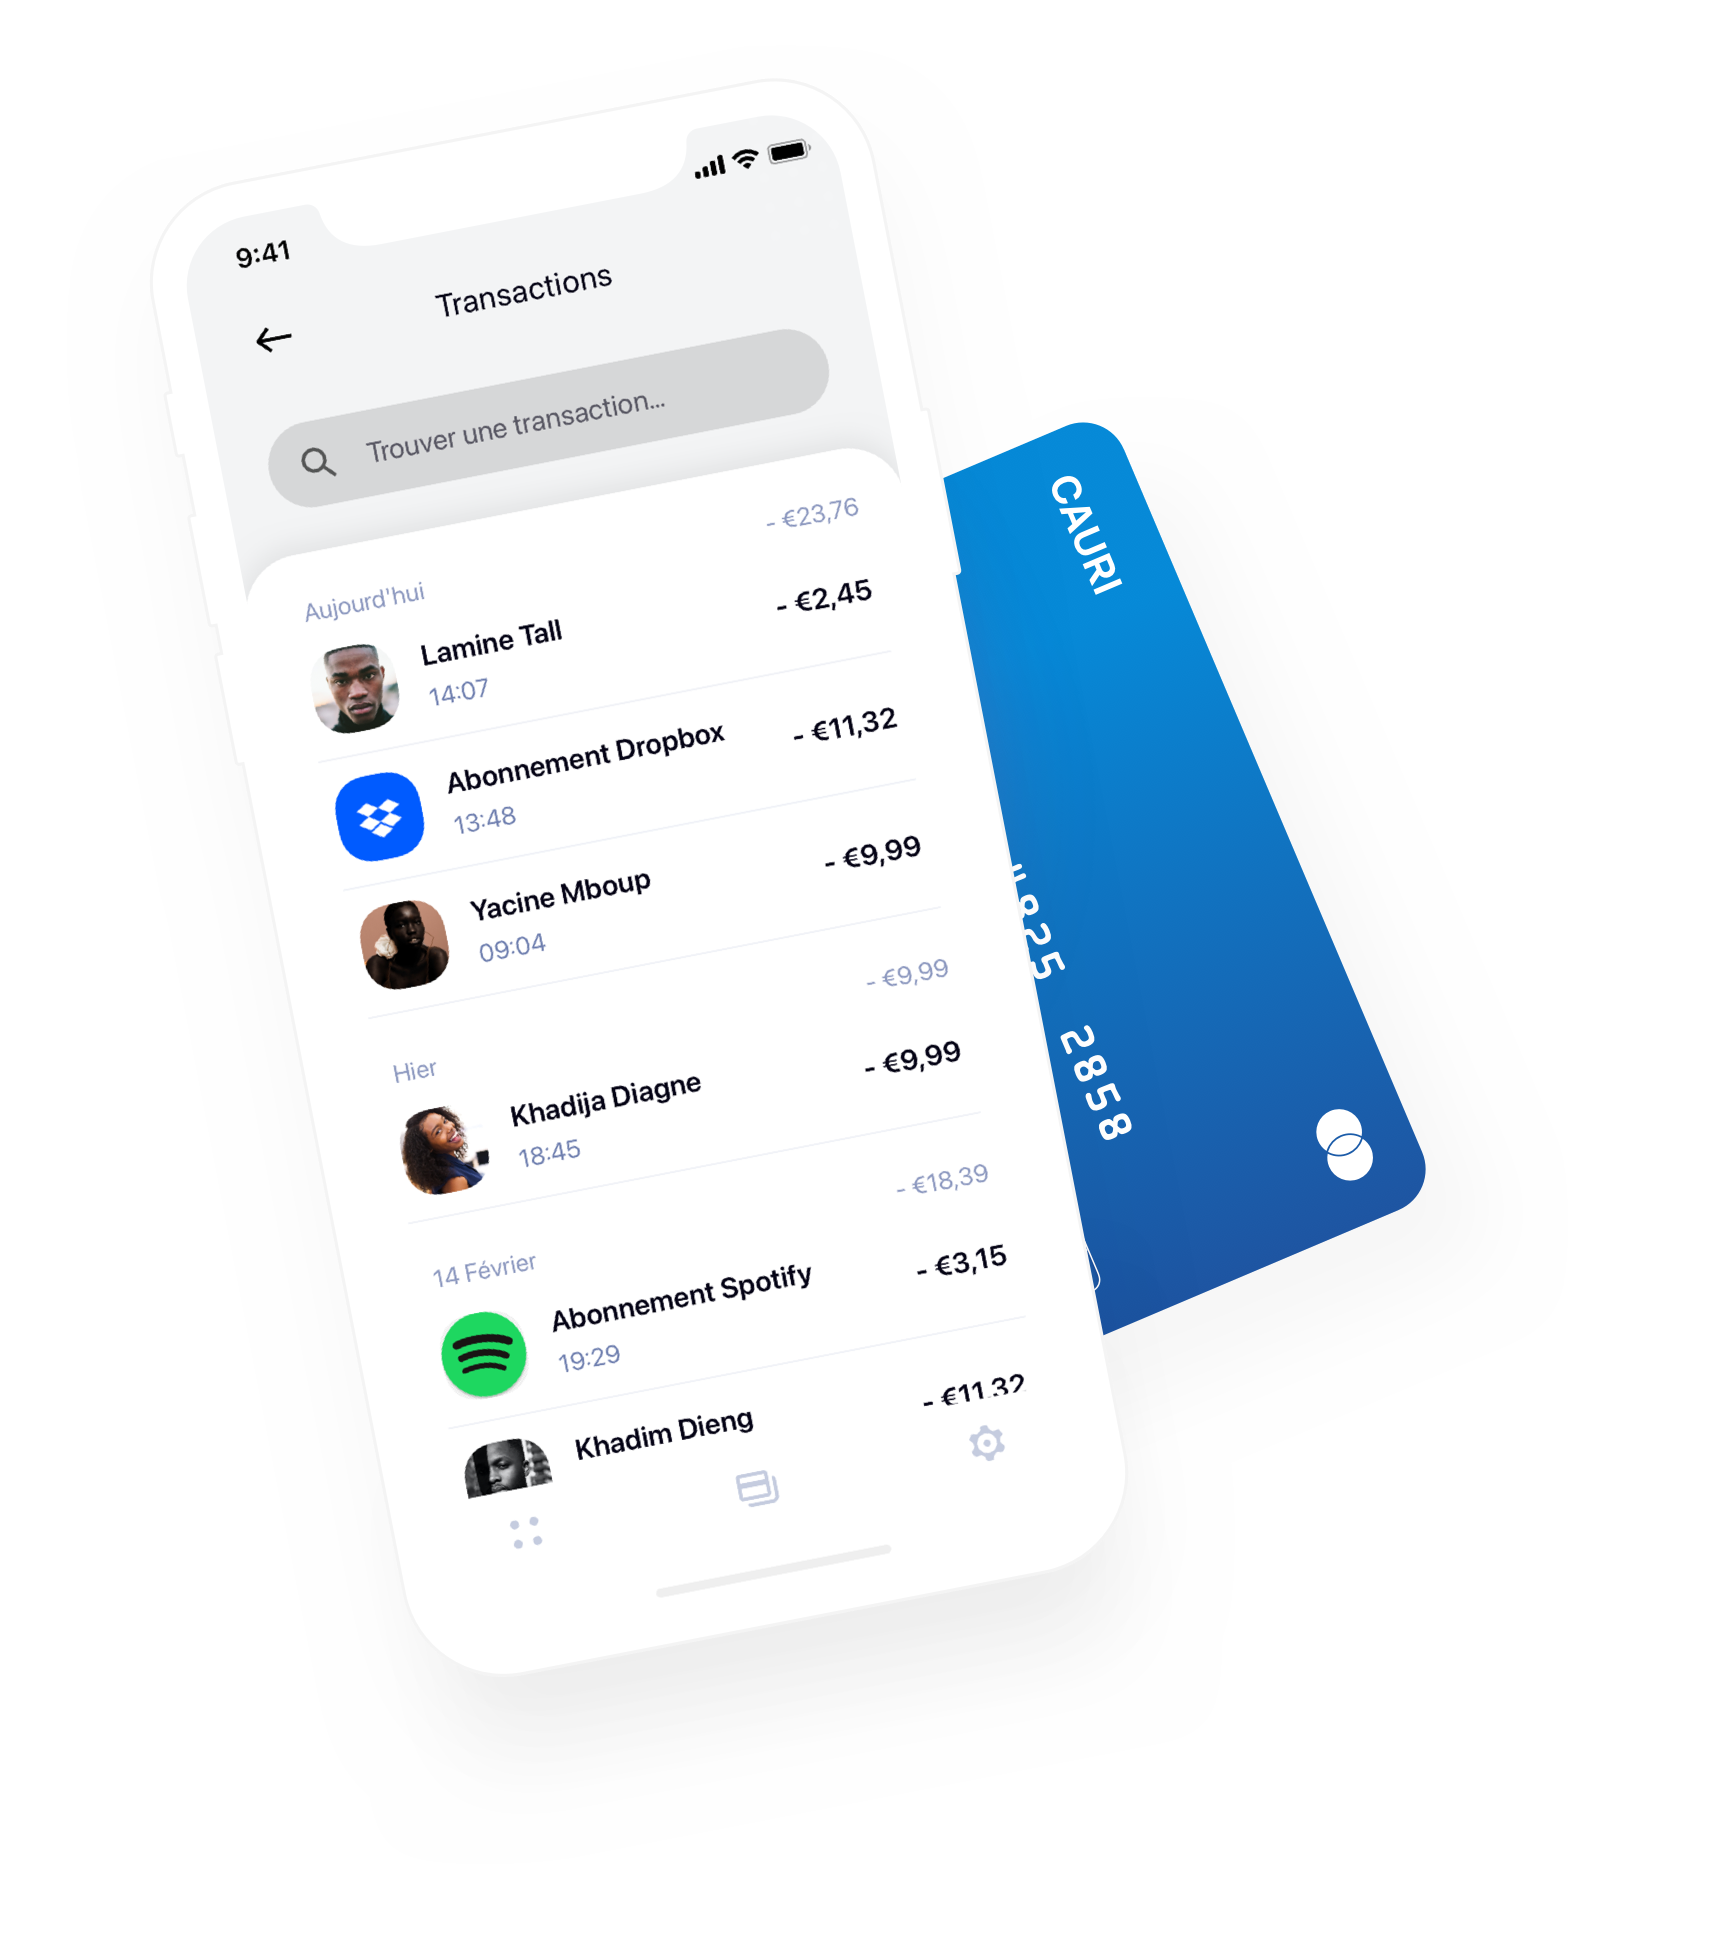 9:41
Transactions
Trouver une transaction...
Aujourd'hui
- €23,76
Lamine Tall
- €2,45
14:07
Abonnement Dropbox
- €11,32
13:48
Yacine Mboup
- €9,99
09:04
Hier
- €9,99
Khadija Diagne
- €9,99
18:45
14 Février
- €18,39
Abonnement Spotify
- €3,15
19:29
Khadim Dieng
- €11,32
CAURI
825 2858